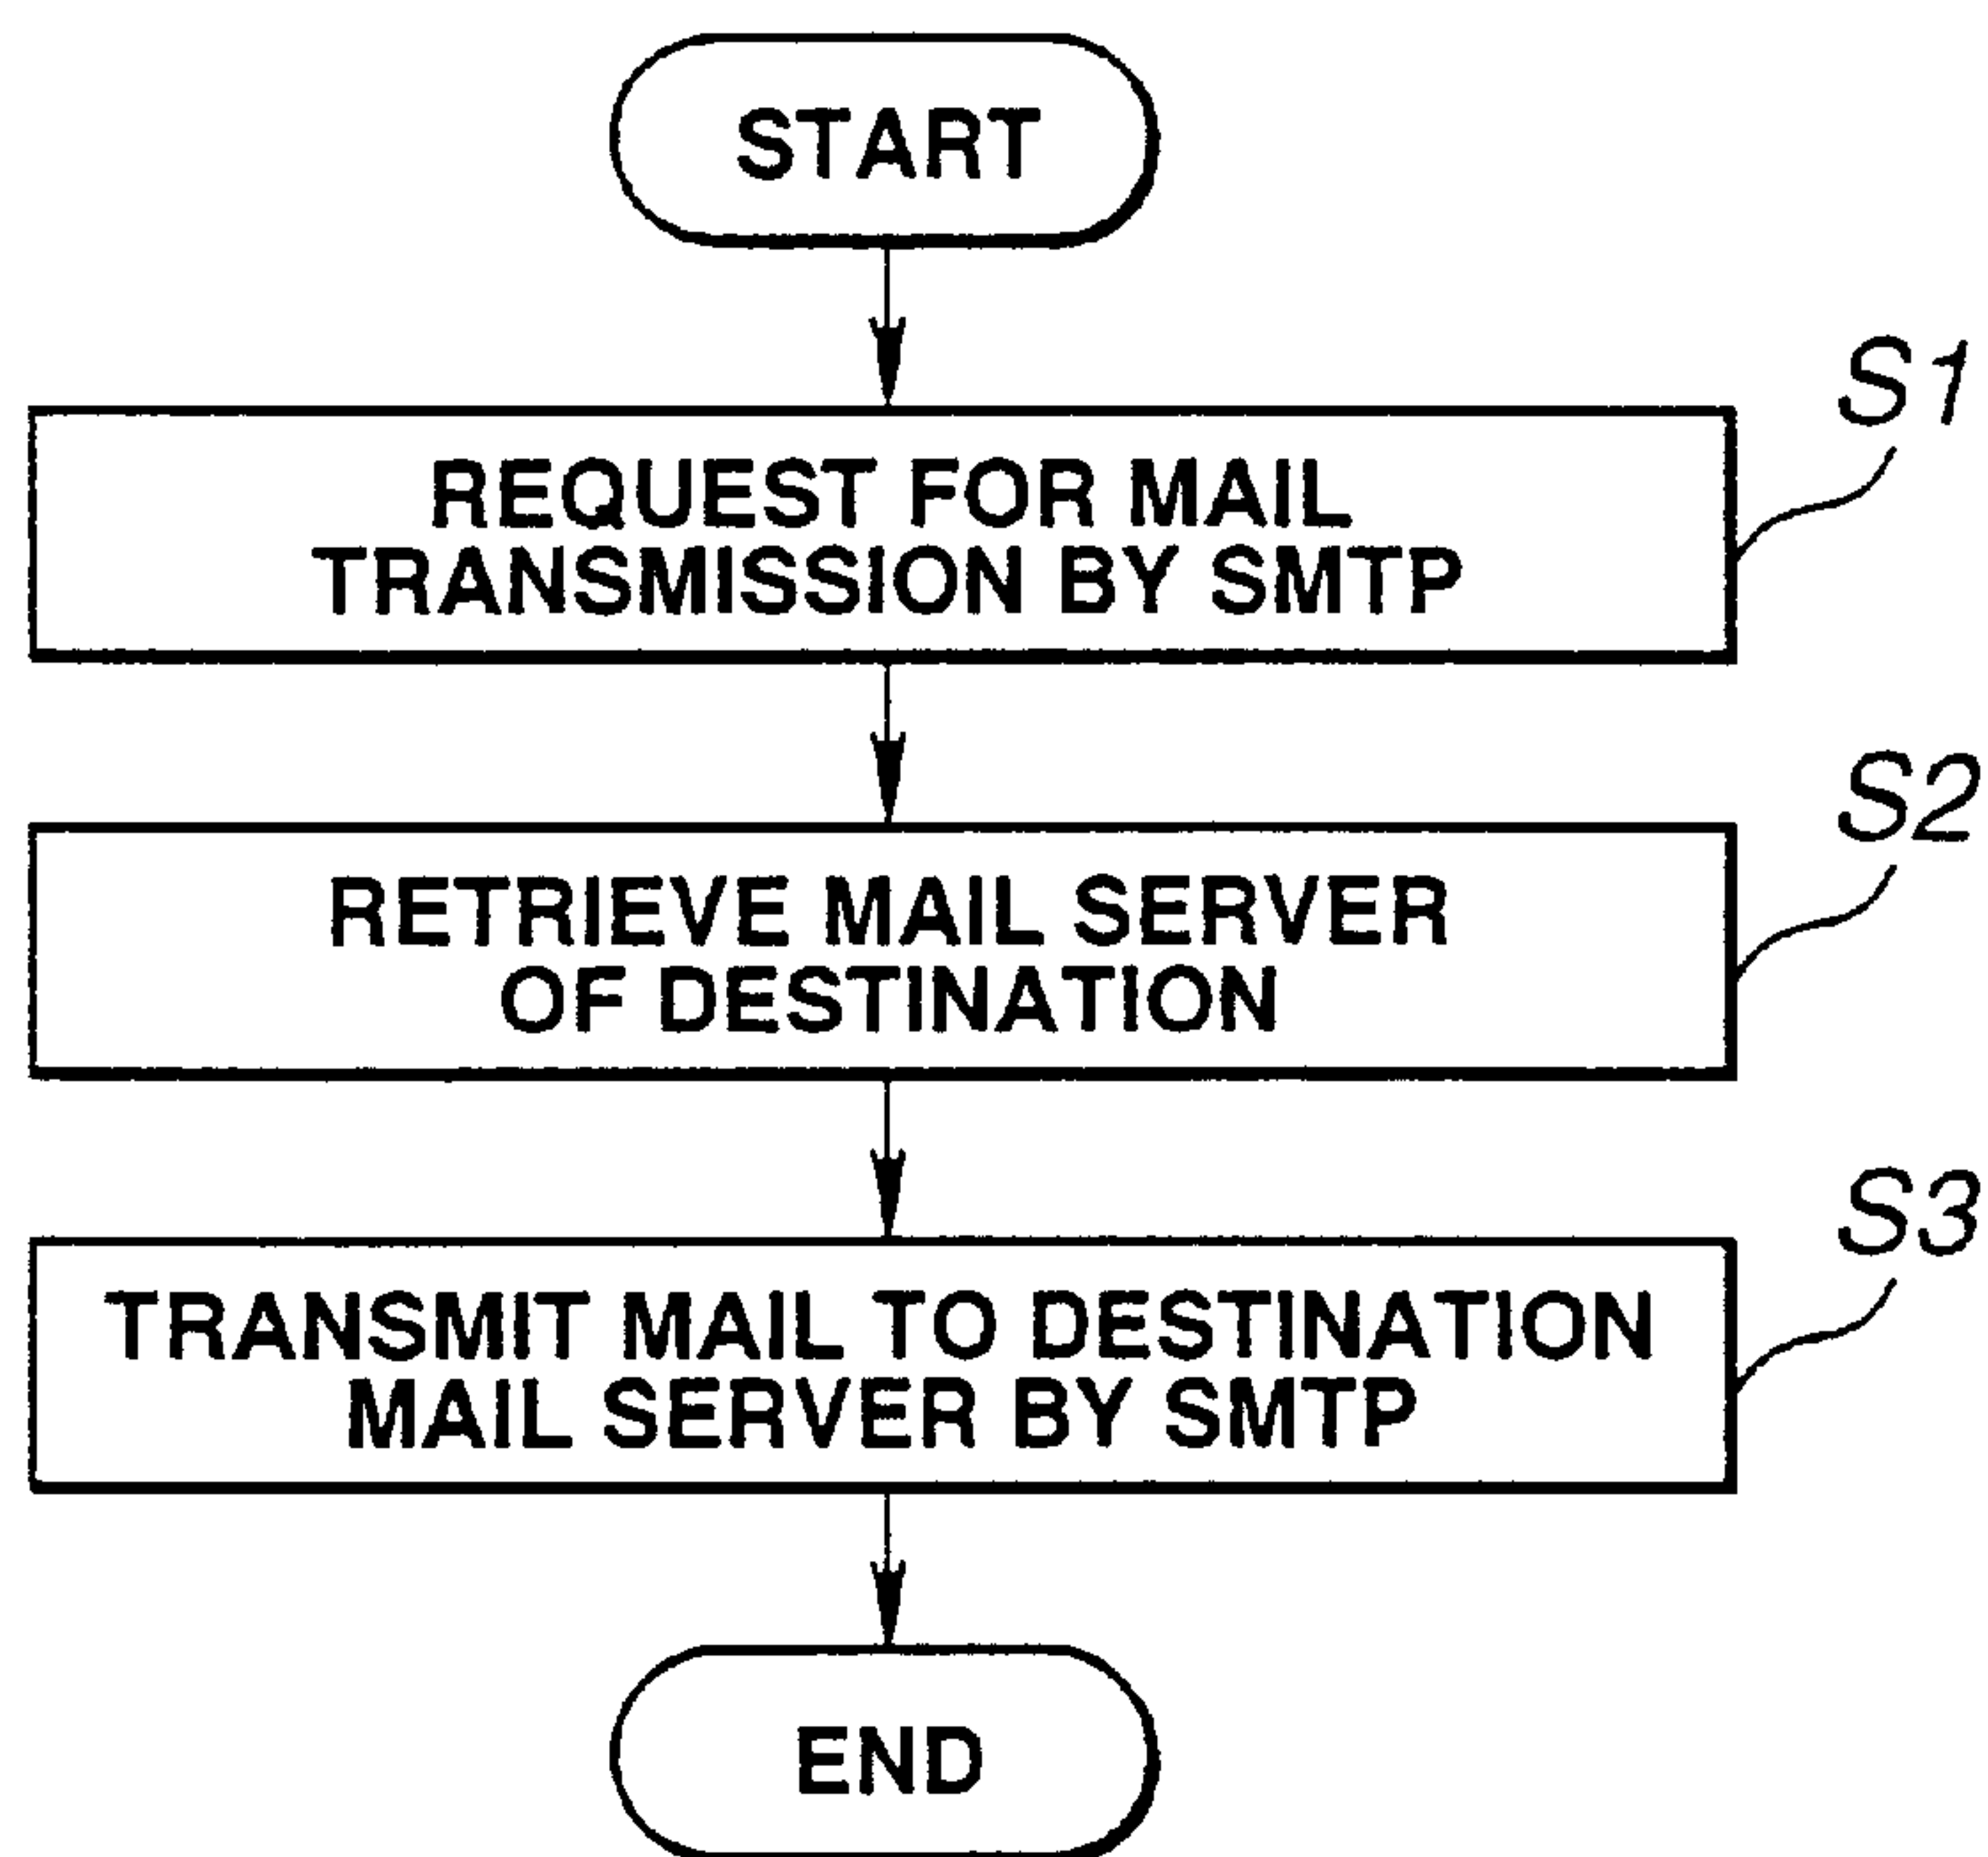 START
S1
REQUEST FOR MAIL
TRANSMISSION BY SMTP
S2
RETRIEVE MAIL SERVER
OF DESTINATION
S3
TRANSMIT MAIL TO DESTINATION
MAIL SERVER BY SMTP
END